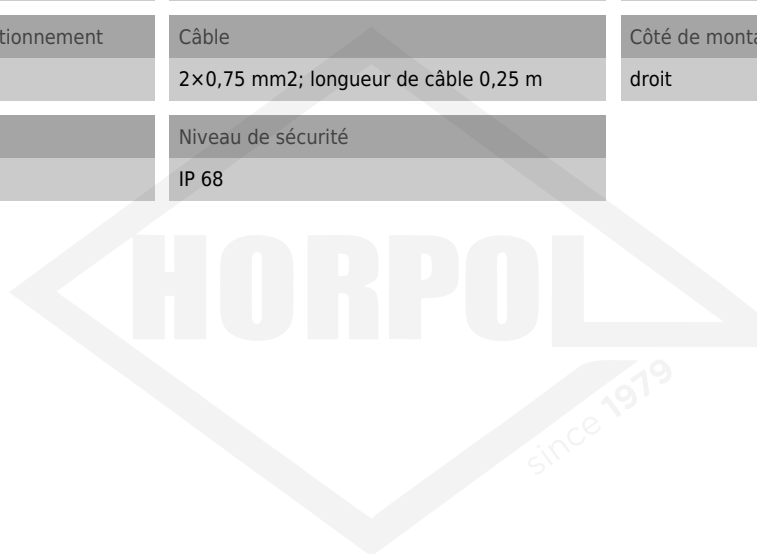 tionnement Câble Côté de monta
2×0,75 mm2; longueur de câble 0,25 m droit
Niveau de sécurité
IP 68
HORPOL
since 1979